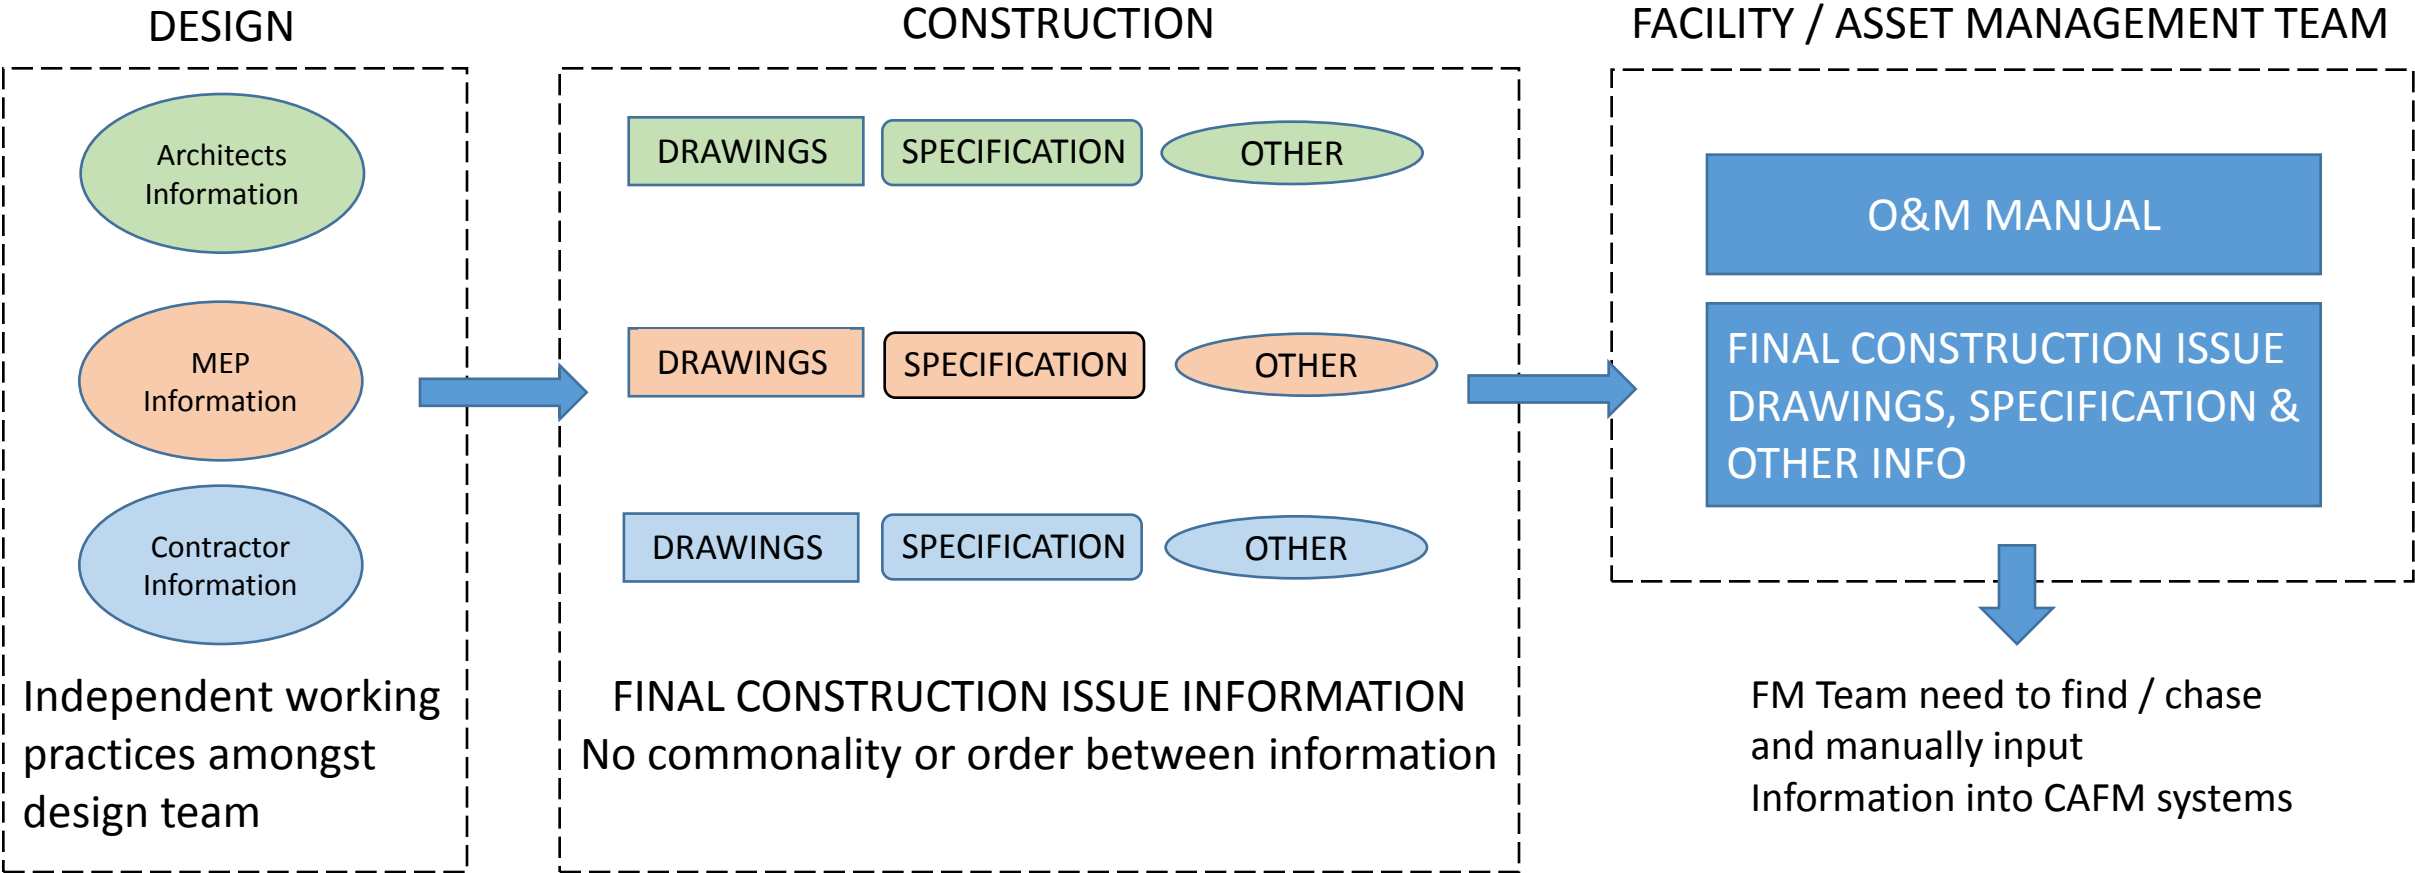 DESIGN
Architects
Information
MEP
Information
Contractor
Information
Independent working
practices amongst
design team
CONSTRUCTION
DRAWINGS
SPECIFICATION
OTHER
DRAWINGS
SPECIFICATION
OTHER
DRAWINGS
SPECIFICATION
OTHER
FINAL CONSTRUCTION ISSUE INFORMATION
No commonality or order between information
FACILITY / ASSET MANAGEMENT TEAM
O&M MANUAL
FINAL CONSTRUCTION ISSUE
DRAWINGS, SPECIFICATION &
OTHER INFO
FM Team need to find / chase
and manually input
Information into CAFM systems